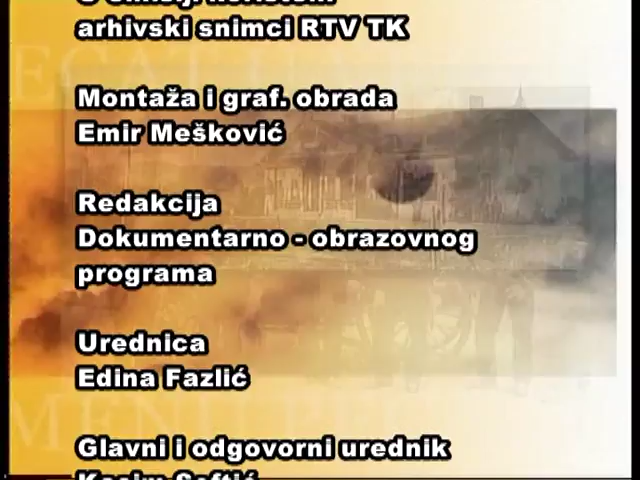 arhivski snimci RTV TK
Montaža i graf. obrada
Emir Mešković
Redakcija
Dokumentarno - obrazovnog
programa
Urednica
Edina Fazlić
Glavni i odgovorni urednik